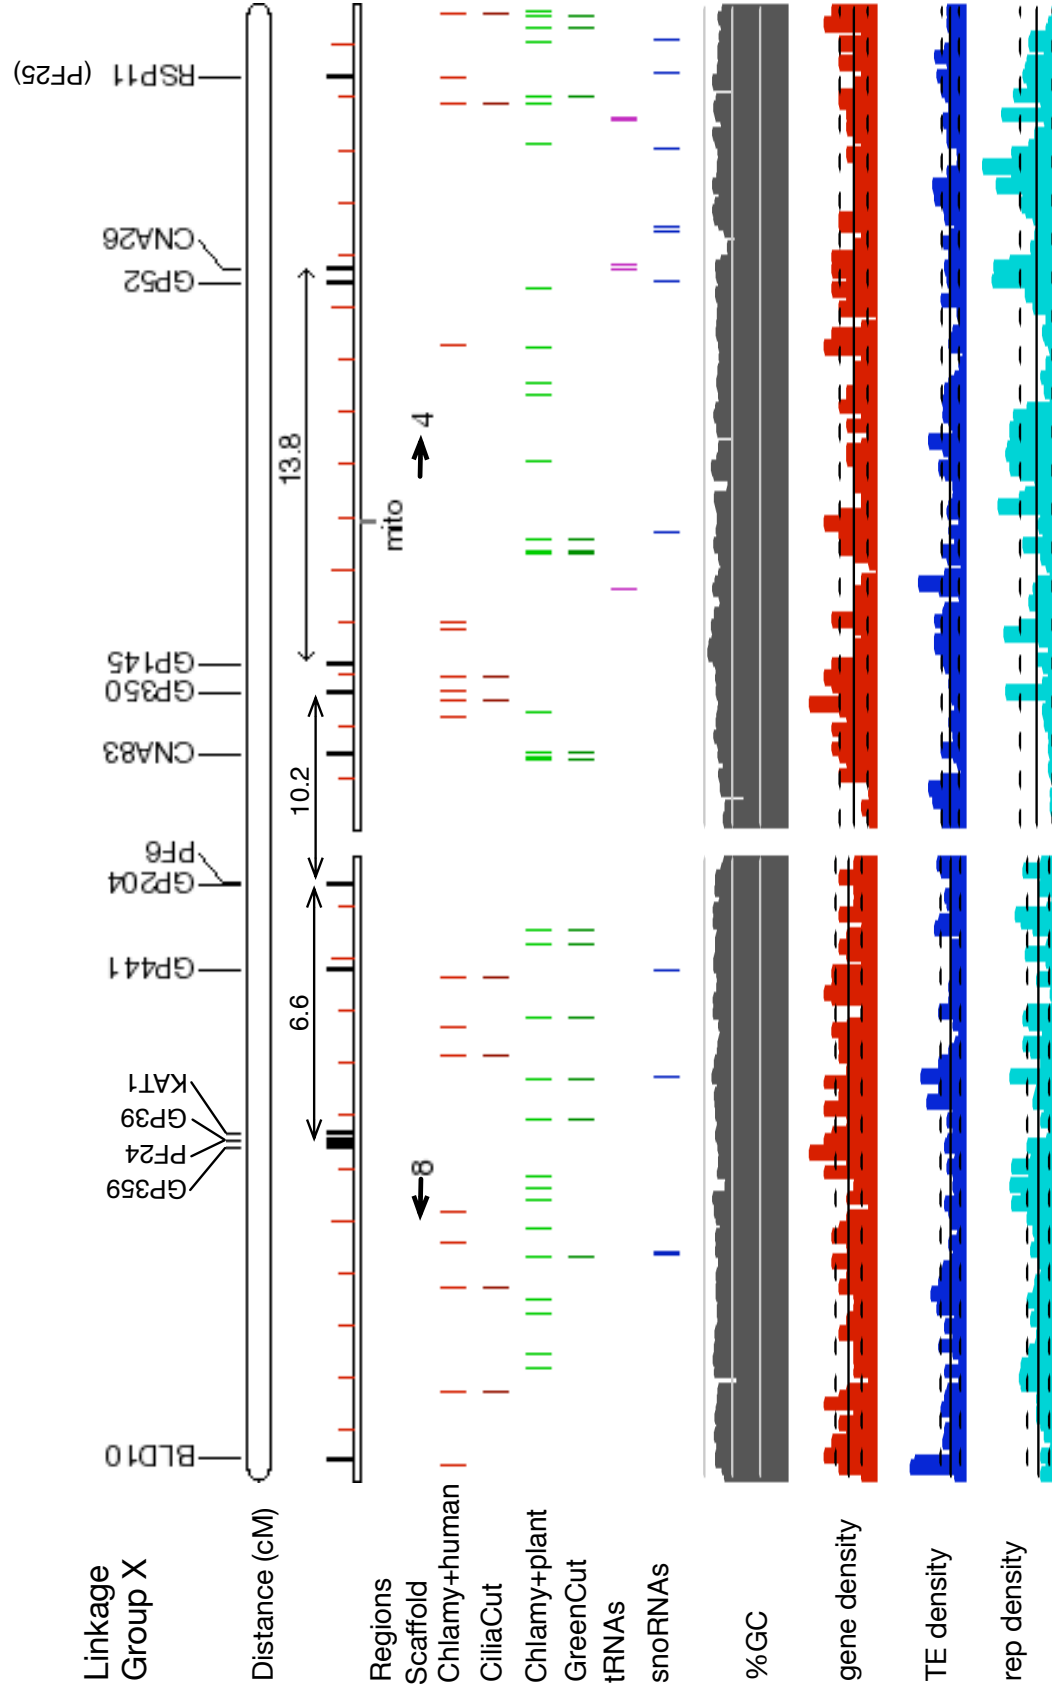 Linkage
Group X
BLD10
GP359
PF24
GP39
KAT1
GP441
GP204
PF6
CNA83
GP350
GP145
GP52
CNA26
RSP11
(PF25)
Distance (cM)
6.6
10.2
13.8
Regions
mito
Scaffold
8
4
Chlamy+human
CiliaCut
Chlamy+plant
GreenCut
tRNAs
snoRNAs
%GC
gene density
TE density
rep density